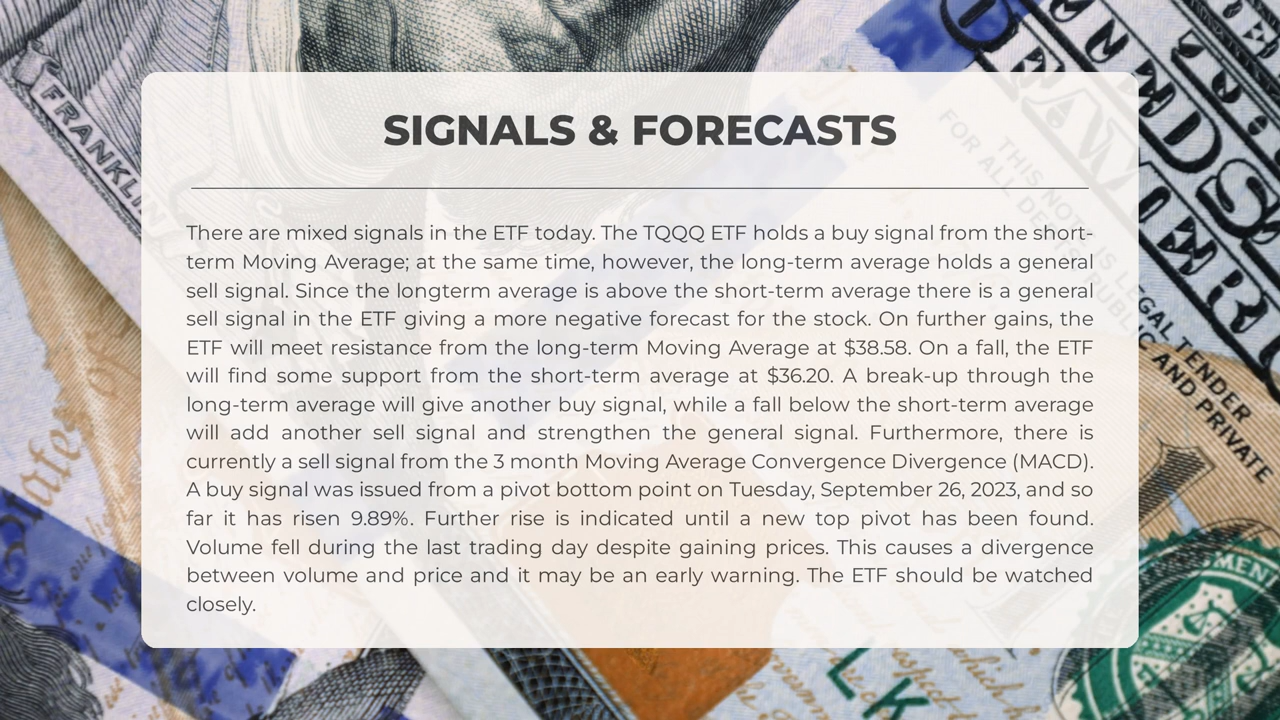 FRANKLIN
SIGNALS & FORECASTS
There are mixed signals in the ETF today. The TQQQ ETF holds a buy signal from the short-
term Moving Average; at the same time, however, the long-term average holds a general
sell signal. Since the longterm average is above the short-term average there is a general
sell signal in the ETF giving a more negative forecast for the stock. On further gains, the
ETF will meet resistance from the long-term Moving Average at $38.58. On a fall, the ETF
will find some support from the short-term average at $36.20. A break-up through the
long-term average will give another buy signal, while a fall below the short-term average
will add another sell signal and strengthen the general signal. Furthermore, there is
currently a sell signal from the 3 month Moving Average Convergence Divergence (MACD).
A buy signal was issued from a pivot bottom point on Tuesday, September 26, 2023, and so
far it has risen 9.89%. Further rise is indicated until a new top pivot has been found.
Volume fell during the last trading day despite gaining prices. This causes a divergence
between volume and price and it may be an early warning. The ETF should be watched
closely.
THIS NOTE IS LEGAL TENDER
FOR ALL DEBTS PUBLIC AND PRIVATE